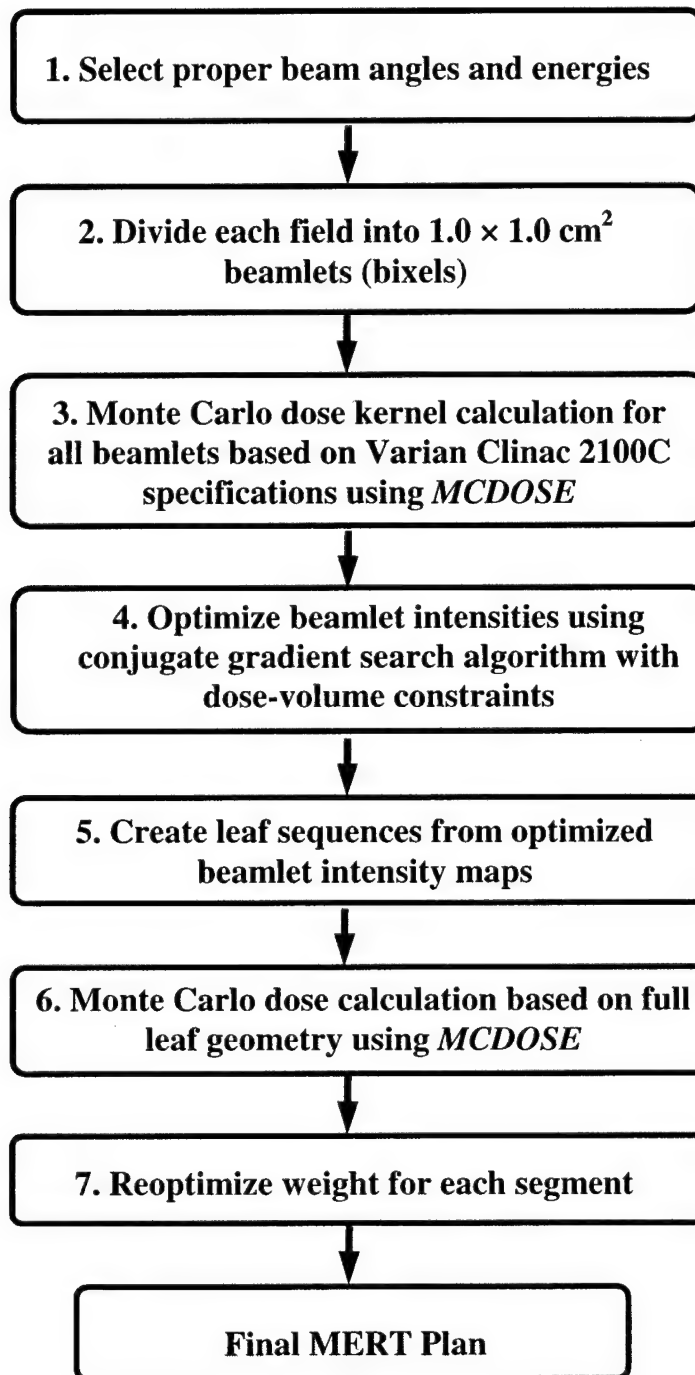 1. Select proper beam angles and energies
2. Divide each field into 1.0 × 1.0 cm²
beamlets (bixels)
3. Monte Carlo dose kernel calculation for
all beamlets based on Varian Clinac 2100C
specifications using MCDOSE
4. Optimize beamlet intensities using
conjugate gradient search algorithm with
dose-volume constraints
5. Create leaf sequences from optimized
beamlet intensity maps
6. Monte Carlo dose calculation based on full
leaf geometry using MCDOSE
7. Reoptimize weight for each segment
Final MERT Plan